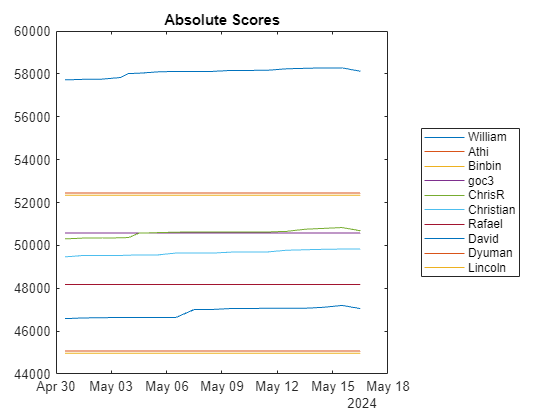 Absolute Scores
60000
58000
56000
54000
52000
50000
48000
46000
44000
Apr 30 May 03 May 06 May 09 May 12 May 15 May 18
2024
William
Athi
Binbin
goc3
ChrisR
Christian
Rafael
David
Dyuman
Lincoln